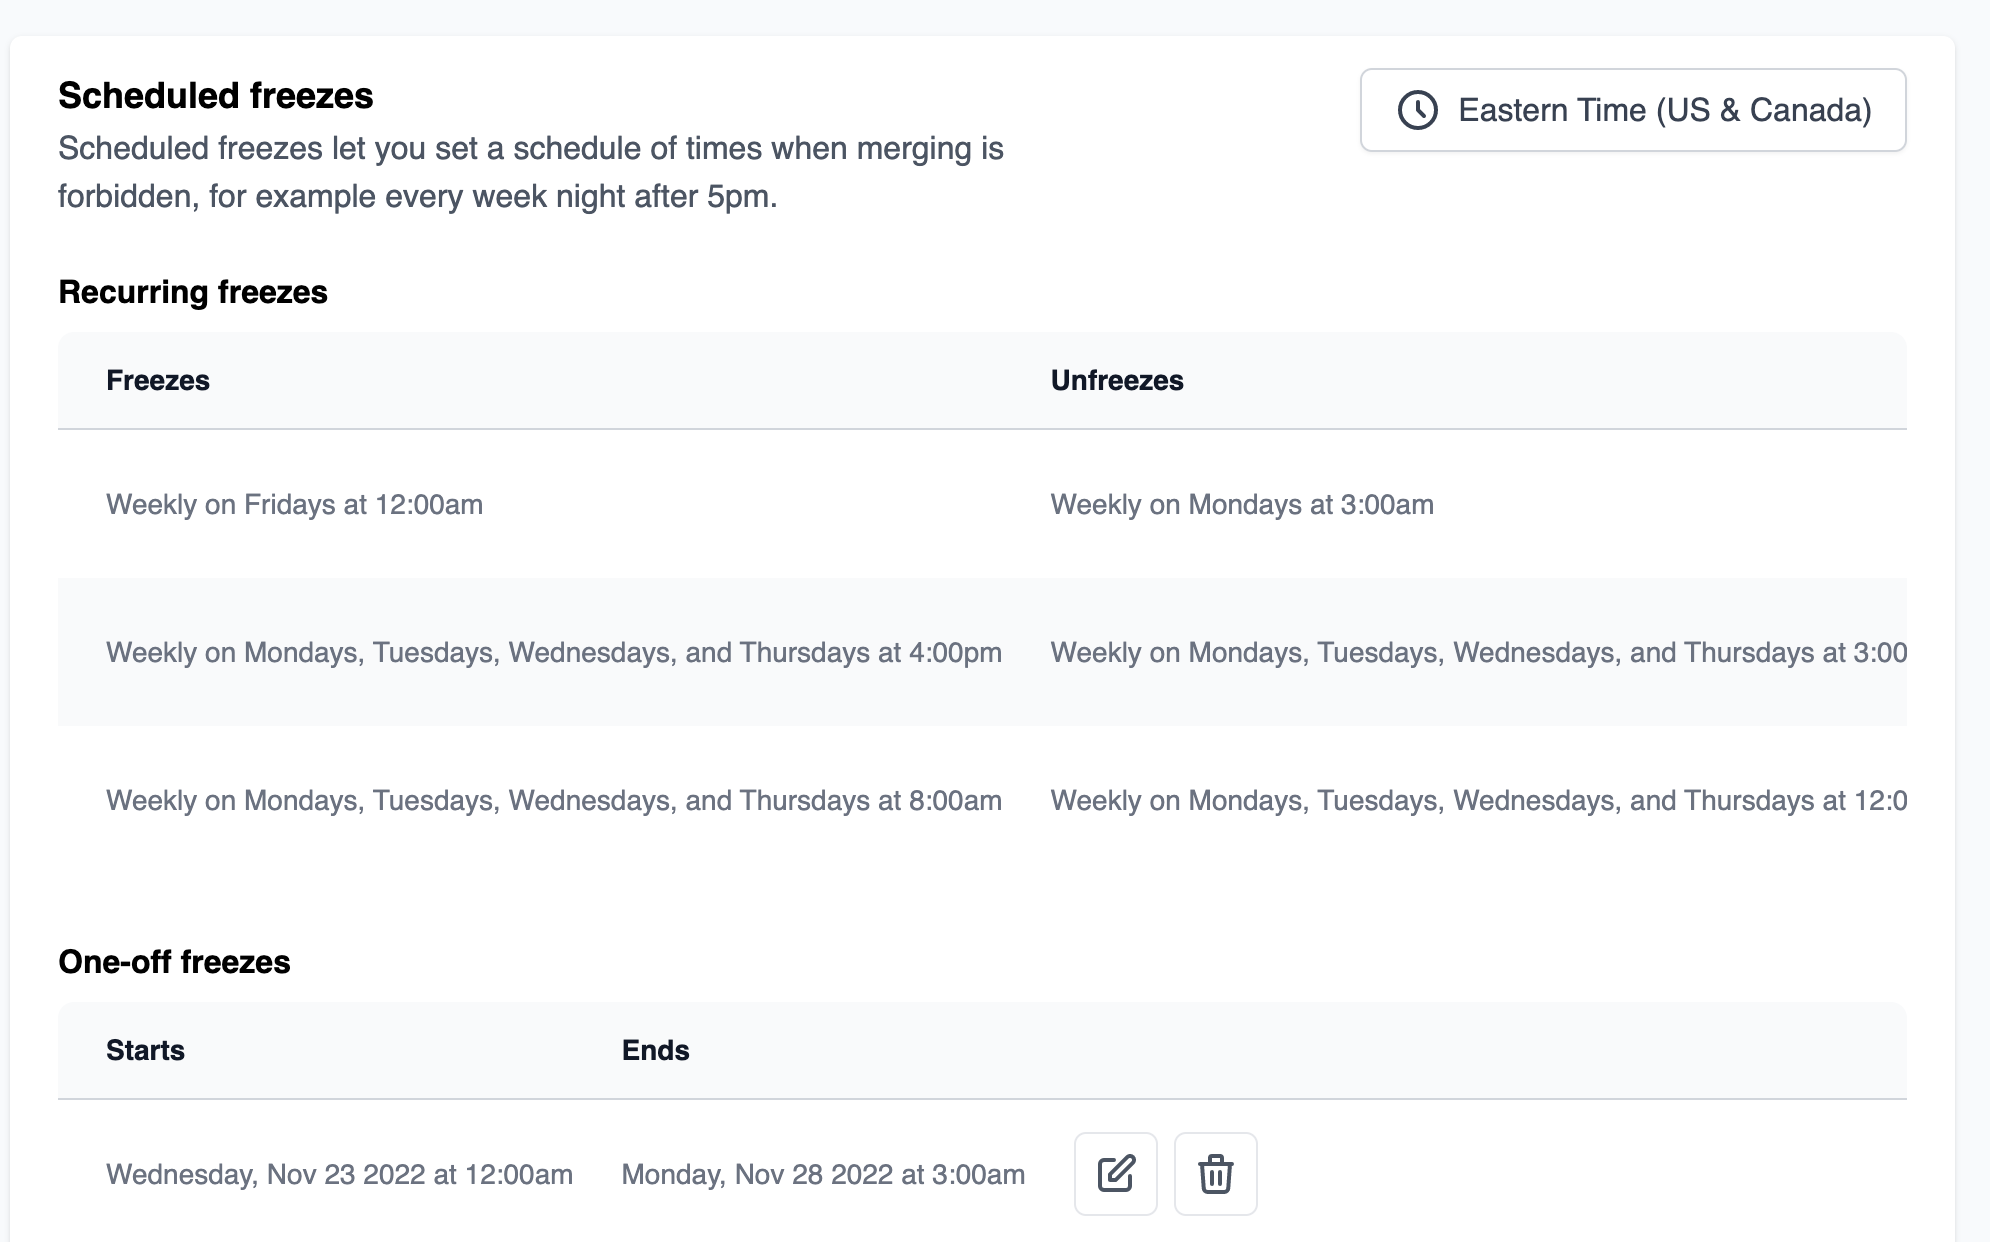 Scheduled freezes
Eastern Time (US & Canada)
Scheduled freezes let you set a schedule of times when merging is
forbidden, for example every week night after 5pm.
Recurring freezes
Freezes Unfreezes
Weekly on Fridays at 12:00am Weekly on Mondays at 3:00am
Weekly on Mondays, Tuesdays, Wednesdays, and Thursdays at 4:00pm Weekly on Mondays, Tuesdays, Wednesdays, and Thursdays at 3:00
Weekly on Mondays, Tuesdays, Wednesdays, and Thursdays at 8:00am Weekly on Mondays, Tuesdays, Wednesdays, and Thursdays at 12:0
One-off freezes
Starts Ends
Wednesday, Nov 23 2022 at 12:00am Monday, Nov 28 2022 at 3:00am